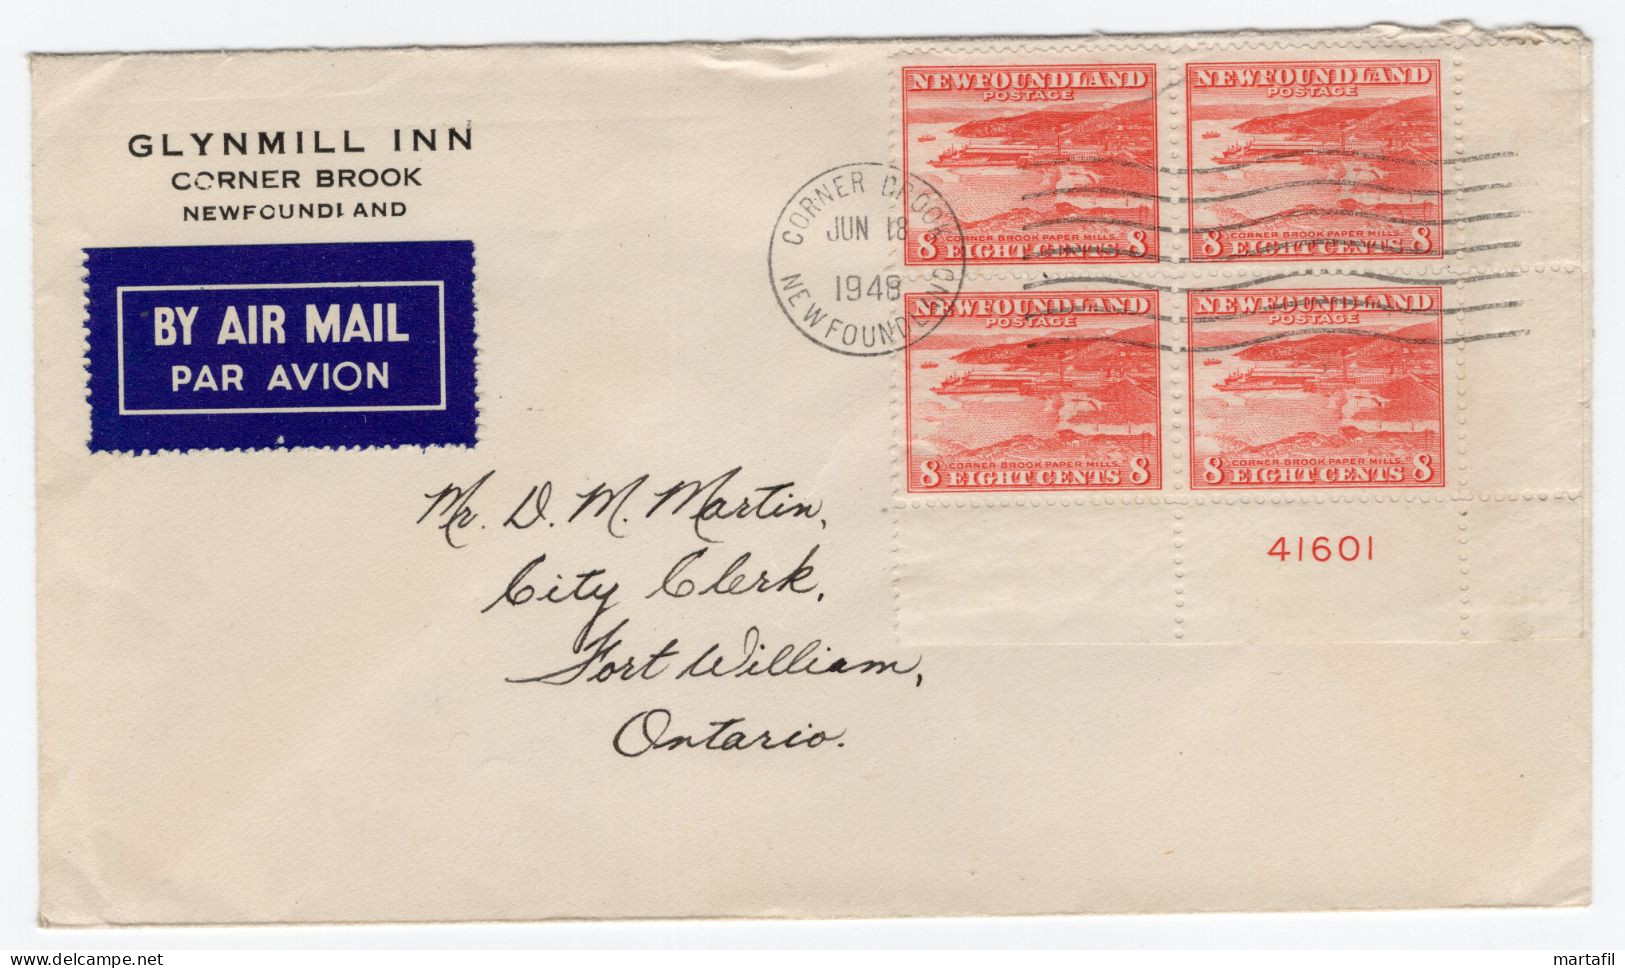 GLYNMILL INN
CORNER BROOK
NEWFOUNDLAND
BY AIR MAIL
PAR AVION
CORNER BROOK
JUN 18
1948
NEWFOUNDLAND
NEWFOUNDLAND
POSTAGE
CORNER BROOK PAPER MILLS.
8 EIGHT CENTS 8
NEWFOUNDLAND
POSTAGE
CORNER BROOK PAPER MILLS.
8 EIGHT CENTS 8
NEWFOUNDLAND
POSTAGE
CORNER BROOK PAPER MILLS.
8 EIGHT CENTS 8
NEWFOUNDLAND
POSTAGE
CORNER BROOK PAPER MILLS.
8 EIGHT CENTS 8
41601
Mr. D. M. Martin,
City Clerk,
Fort William,
Ontario.
martafil